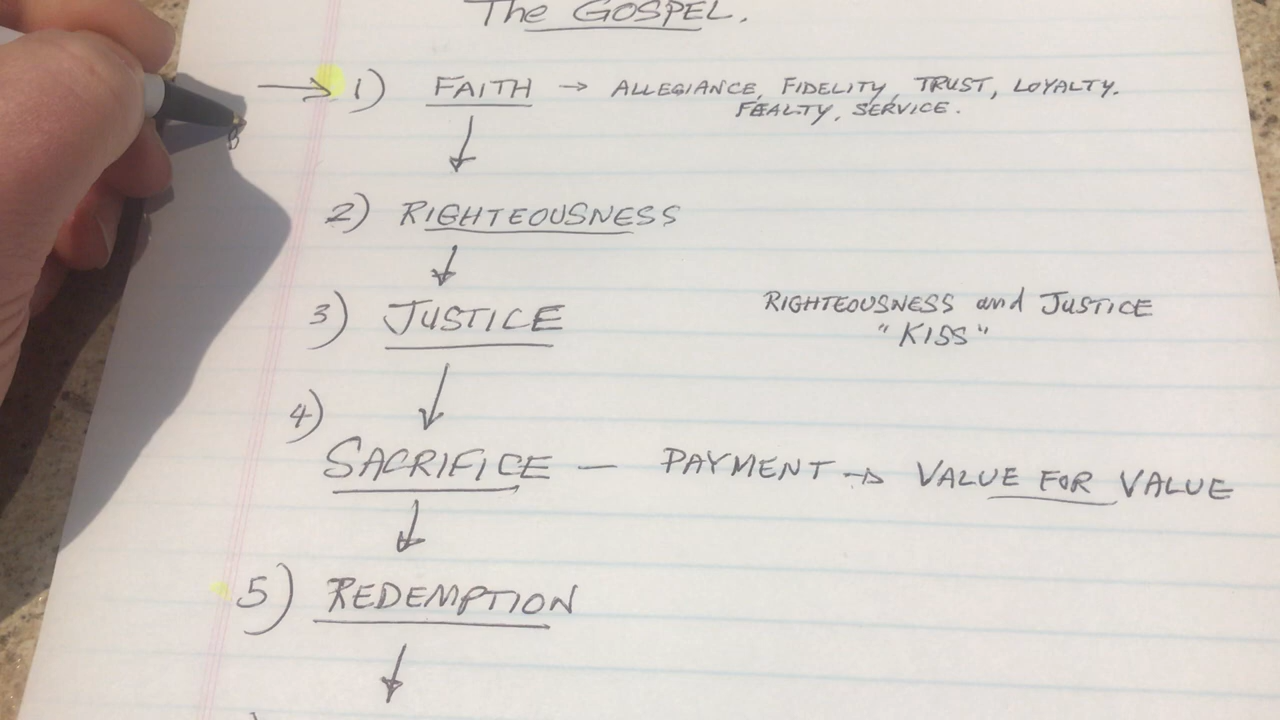 The GOSPEL.
1) FAITH → ALLEGIANCE, FIDELITY, TRUST, LOYALTY.
FEALTY, SERVICE.
2) RIGHTEOUSNESS
3) JUSTICE
RIGHTEOUSNESS and JUSTICE
"KISS"
4)
SACRIFICE — PAYMENT → VALUE FOR VALUE
5) REDEMPTION